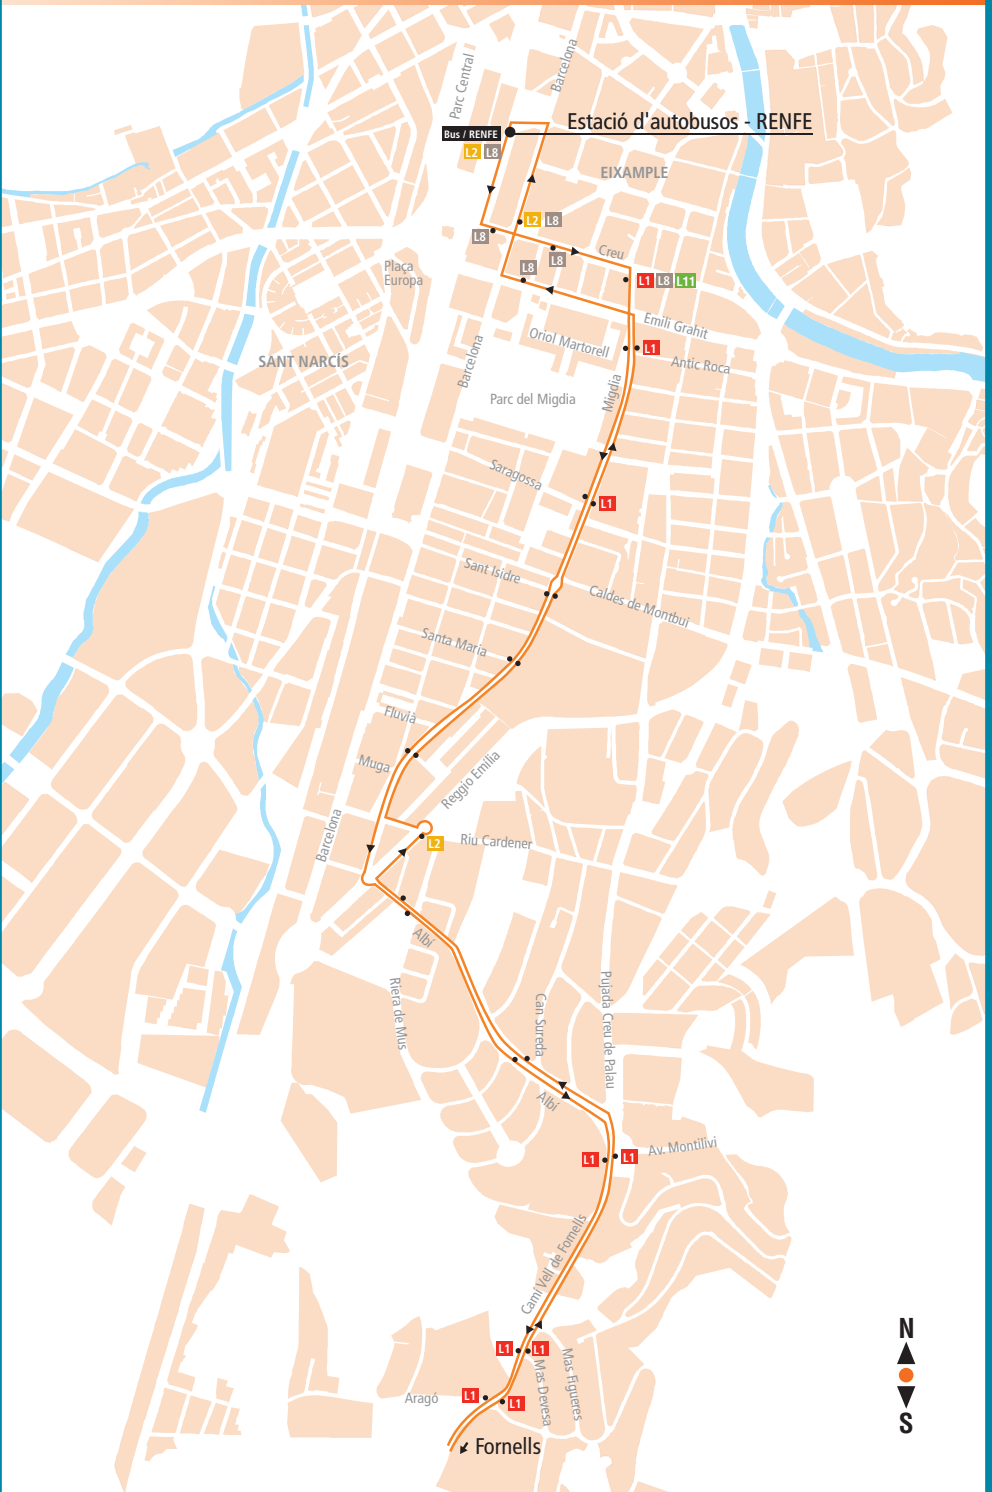 Parc Central
Barcelona
Estació d'autobusos - RENFE
Bus / RENFE
L2 L8
EIXAMPLE
L2 L8
L8
L8
Creu
Plaça
Europa
L8
L1 L8 L11
Emili Grahit
Oriol Martorell
L1
SANT NARCÍS
Barcelona
Antic Roca
Migdia
Parc del Migdia
Saragossa
L1
Sant Isidre
Caldes de Montbui
Santa Maria
Fluvià
Muga
Reggio Emilia
Barcelona
L2
Riu Cardener
Albí
Riera de Mus
Can Sureda
Pujada Creu de Palau
Albí
L1
L1
Av. Montilivi
Camí Vell de Fornells
N
S
L1
L1
Mas Devesa
Mas Figueres
Aragó
L1
L1
Fornells